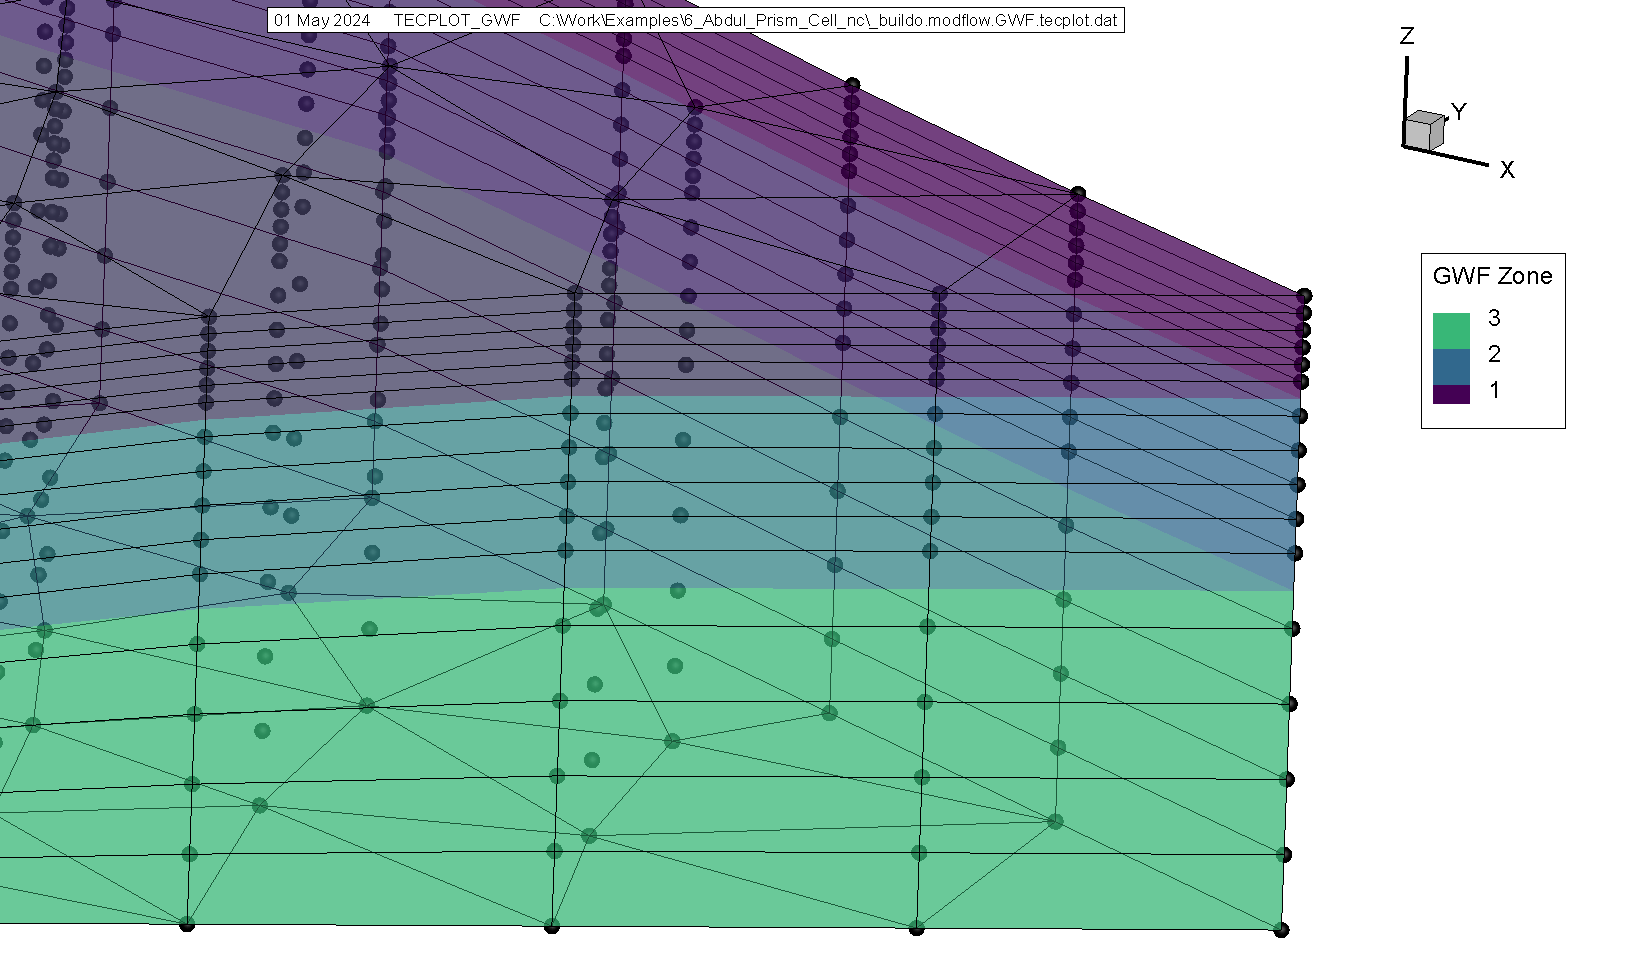 01 May 2024 TECPLOT_GWF C:\Work\Examples\6_Abdul_Prism_Cell_nc\_buildo.modflow.GWF.tecplot.dat
Z
Y
X
GWF Zone
3
2
1